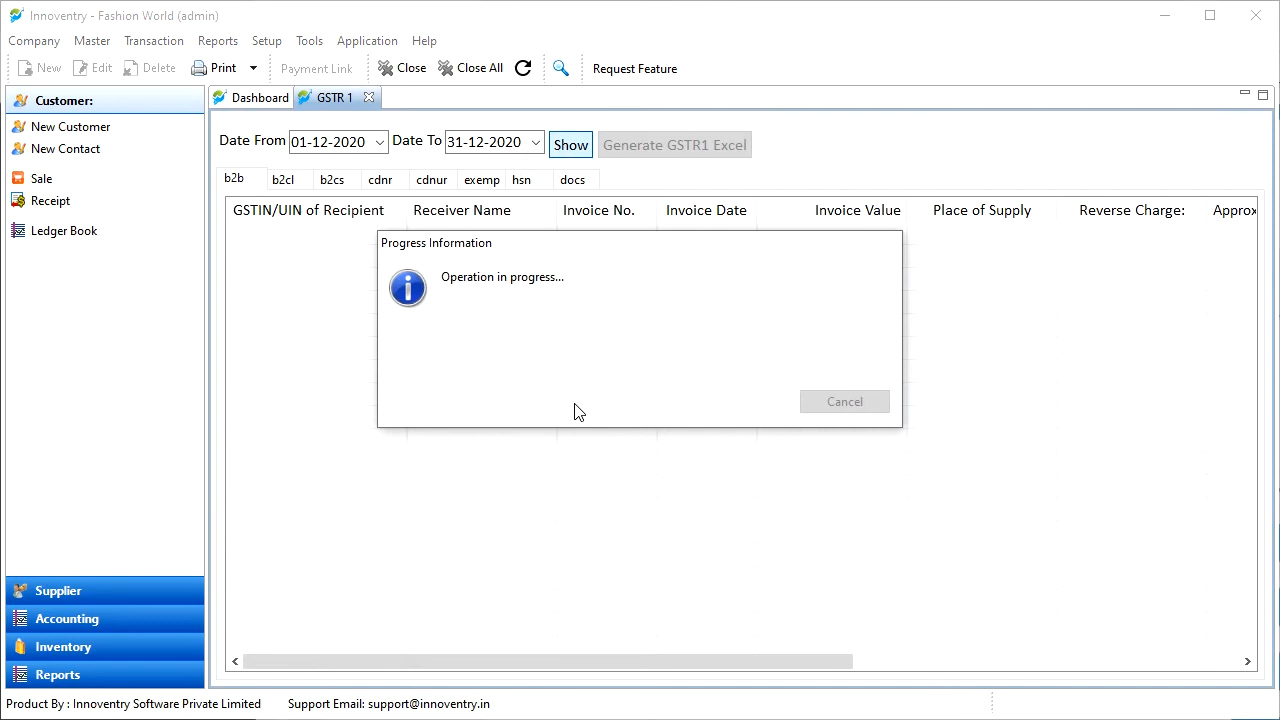 Innoventry - Fashion World (admin)
Company Master Transaction Reports Setup Tools Application Help
New Edit Delete Print Payment Link Close Close All Request Feature
Customer:
New Customer
New Contact
Sale
Receipt
Ledger Book
Supplier
Accounting
Inventory
Reports
Dashboard GSTR 1
Date From 01-12-2020 Date To 31-12-2020 Show Generate GSTR1 Excel
b2b b2cl b2cs cdnr cdnur exemp hsn docs
GSTIN/UIN of Recipient Receiver Name Invoice No. Invoice Date Invoice Value Place of Supply Reverse Charge: Approx
Progress Information
Operation in progress...
Cancel
Product By : Innoventry Software Private Limited Support Email: support@innoventry.in